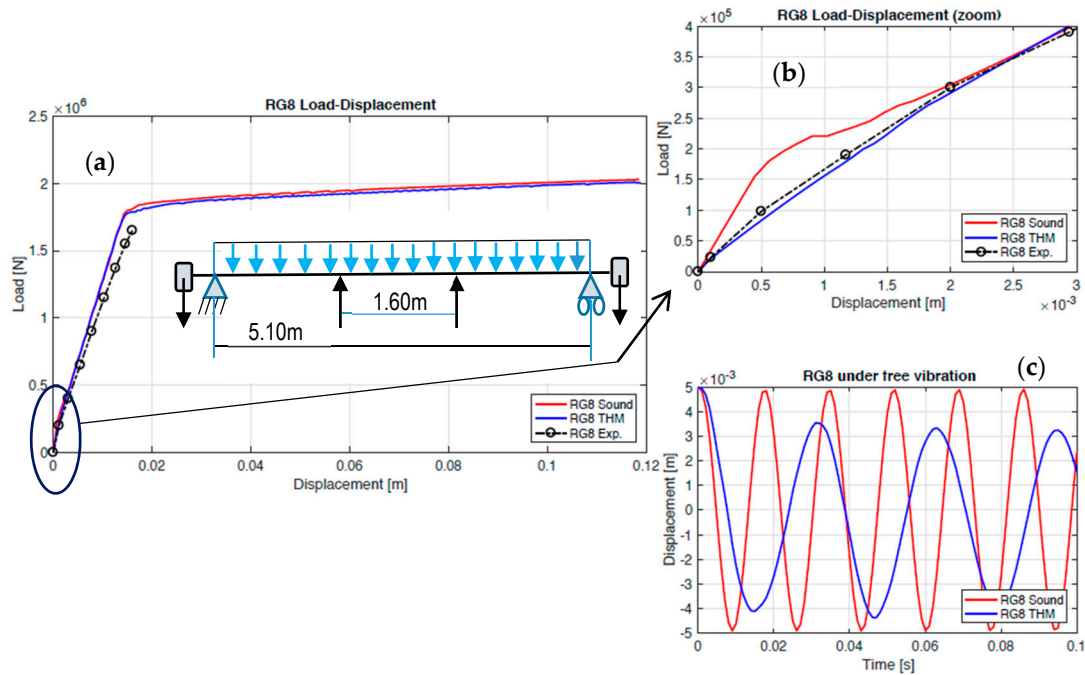 RG8 Load-Displacement
×10⁶
2.5
2
1.5
1
0.5
0
Load [N]
(a)
1.60m
5.10m
RG8 Sound
RG8 THM
RG8 Exp.
0
0.02
0.04
0.06
0.08
0.1
0.12
Displacement [m]
RG8 Load-Displacement (zoom)
×10⁵
4
3.5
3
2.5
2
1.5
1
0.5
0
Load [N]
(b)
RG8 Sound
RG8 THM
RG8 Exp.
0
0.5
1
1.5
2
2.5
3
Displacement [m]
×10⁻³
RG8 under free vibration
(c)
×10⁻³
5
4
3
2
1
0
-1
-2
-3
-4
-5
Displacement [m]
RG8 Sound
RG8 THM
0
0.02
0.04
0.06
0.08
0.1
Time [s]